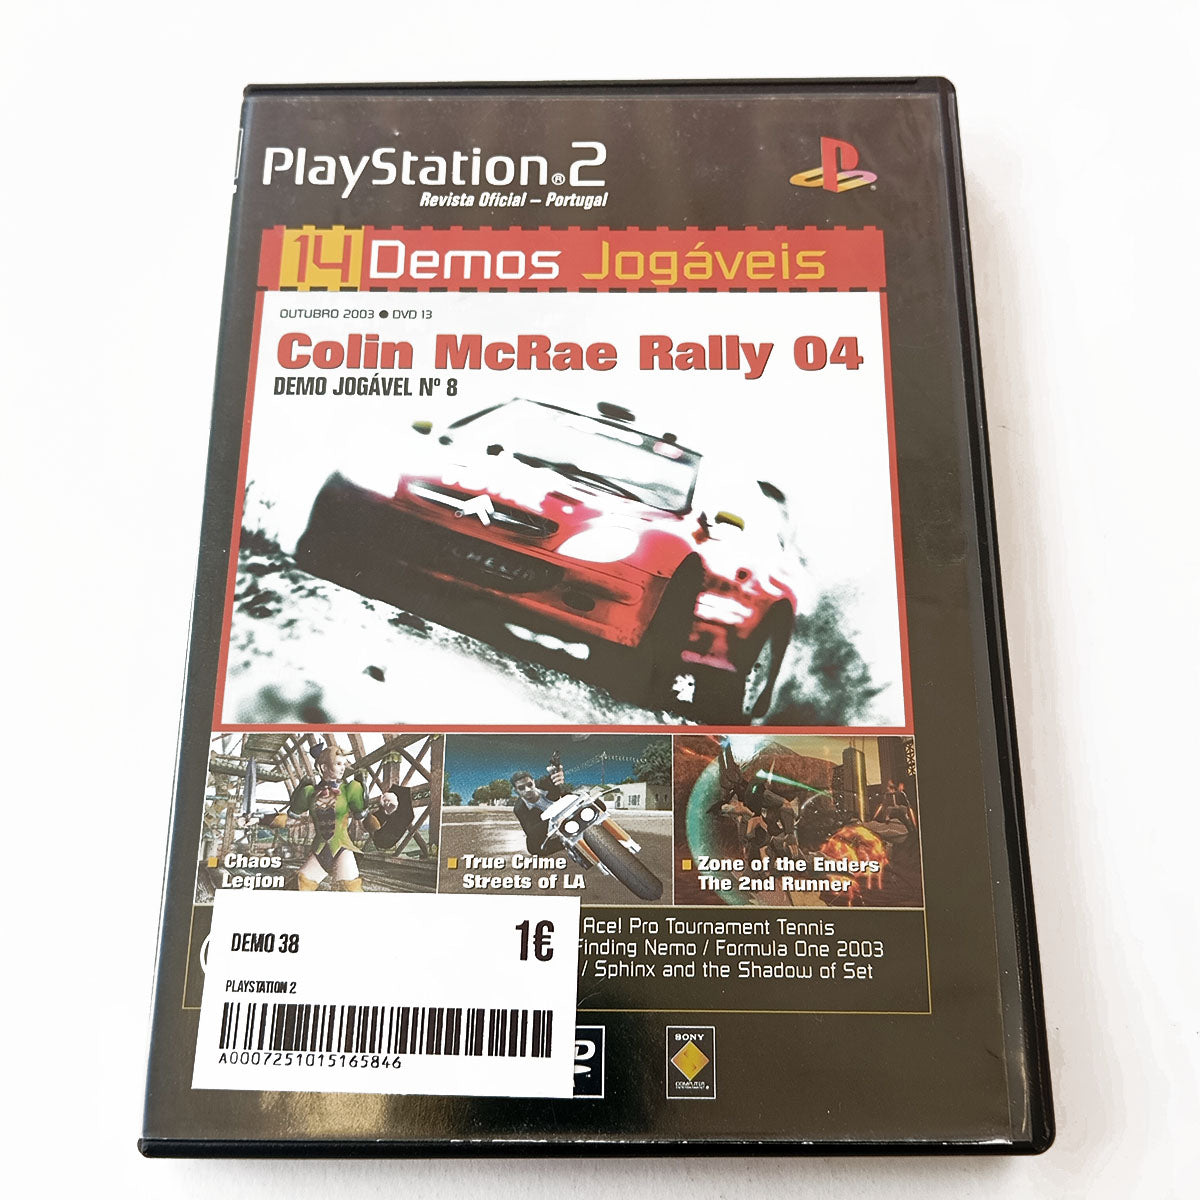 PlayStation®2
Revista Oficial – Portugal
14 Demos Jogáveis
OUTUBRO 2003 ● DVD 13
Colin McRae Rally 04
DEMO JOGÁVEL Nº 8
Chaos
Legion
True Crime
Streets of LA
Zone of the Enders
The 2nd Runner
Ace! Pro Tournament Tennis
Finding Nemo / Formula One 2003
/ Sphinx and the Shadow of Set
DEMO 38
1€
PLAYSTATION 2
A0007251015165846
SONY
COMPUTER